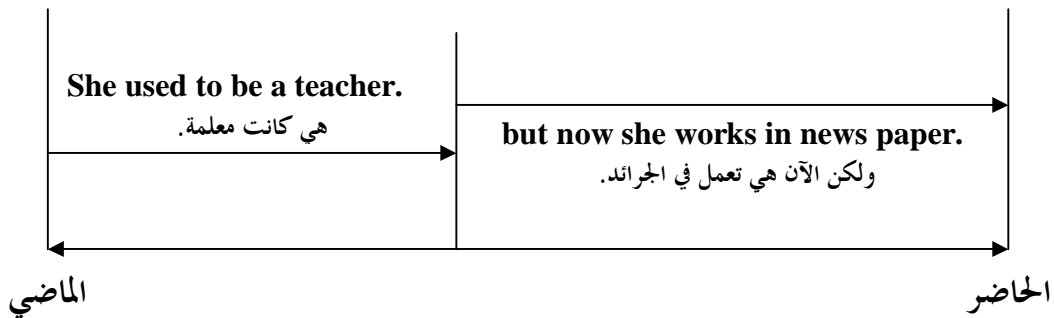 She used to be a teacher.
هي كانت معلمة.
but now she works in news paper.
ولكن الآن هي تعمل في الجرائد.
الماضي
الحاضر